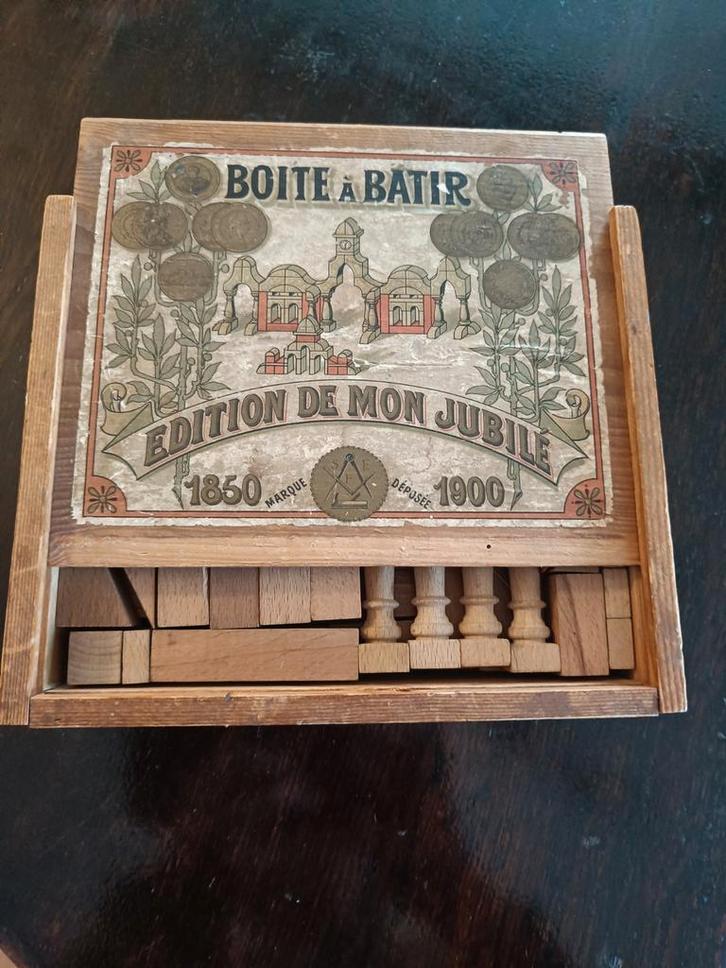 BOITE À BATIR
EDITION DE MON JUBILÉ
1850 MARQUE DÉPOSÉE 1900